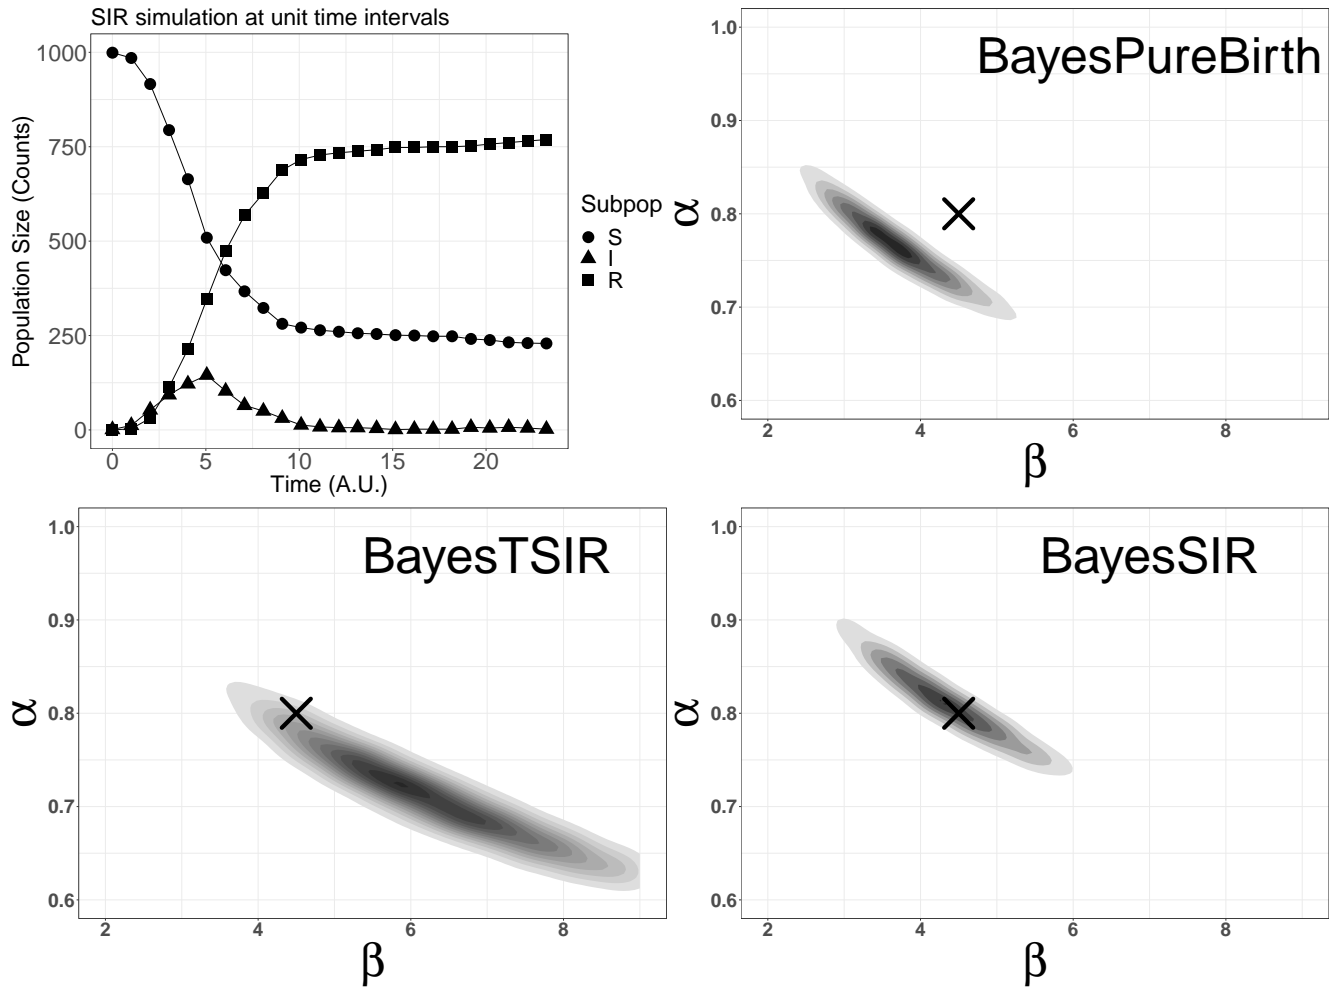 SIR simulation at unit time intervals
Population Size (Counts)
1000
750
500
250
0
0 5 10 15 20
Time (A.U.)
Subpop
S
I
R
BayesPureBirth
α
1.0
0.9
0.8
0.7
0.6
2 4 6 8
β
BayesTSIR
α
1.0
0.9
0.8
0.7
0.6
2 4 6 8
β
BayesSIR
α
1.0
0.9
0.8
0.7
0.6
2 4 6 8
β